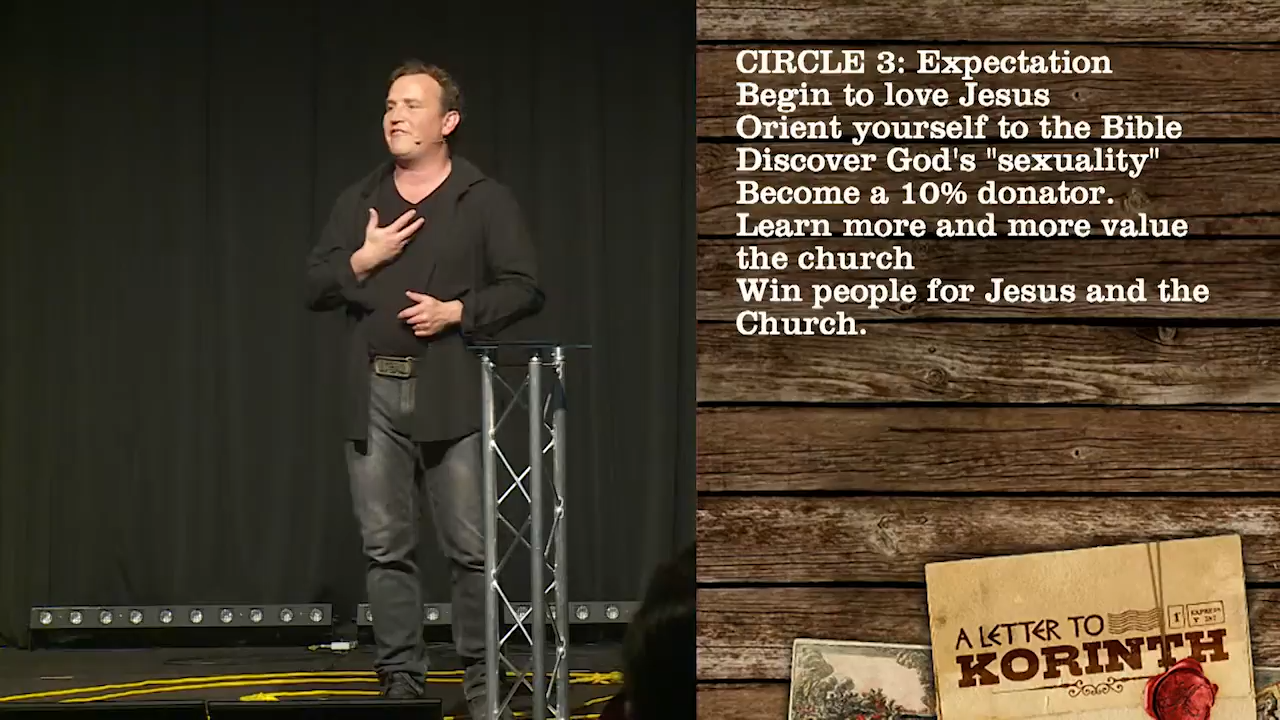 CIRCLE 3: Expectation
Begin to love Jesus
Orient yourself to the Bible
Discover God's "sexuality"
Become a 10% donator.
Learn more and more value
the church
Win people for Jesus and the
Church.
A LETTER TO
KORINTH